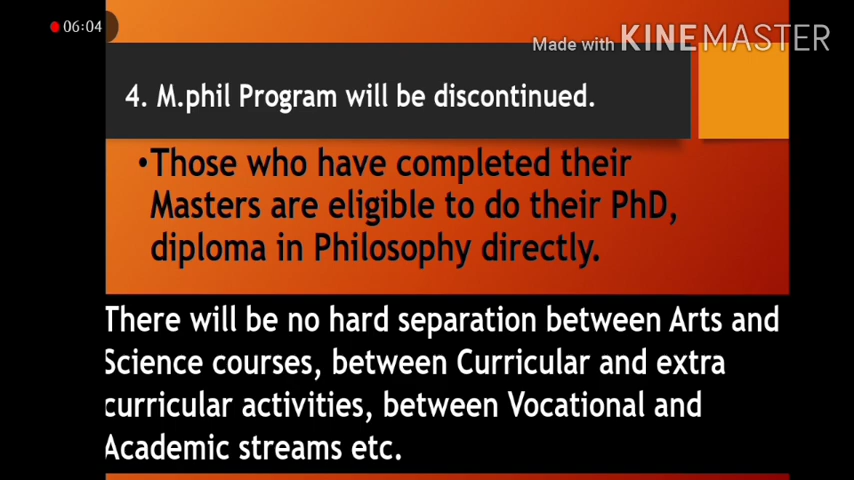 06:04
Made with KINEMASTER
4. M.phil Program will be discontinued.
•Those who have completed their
Masters are eligible to do their PhD,
diploma in Philosophy directly.
There will be no hard separation between Arts and
Science courses, between Curricular and extra
curricular activities, between Vocational and
Academic streams etc.